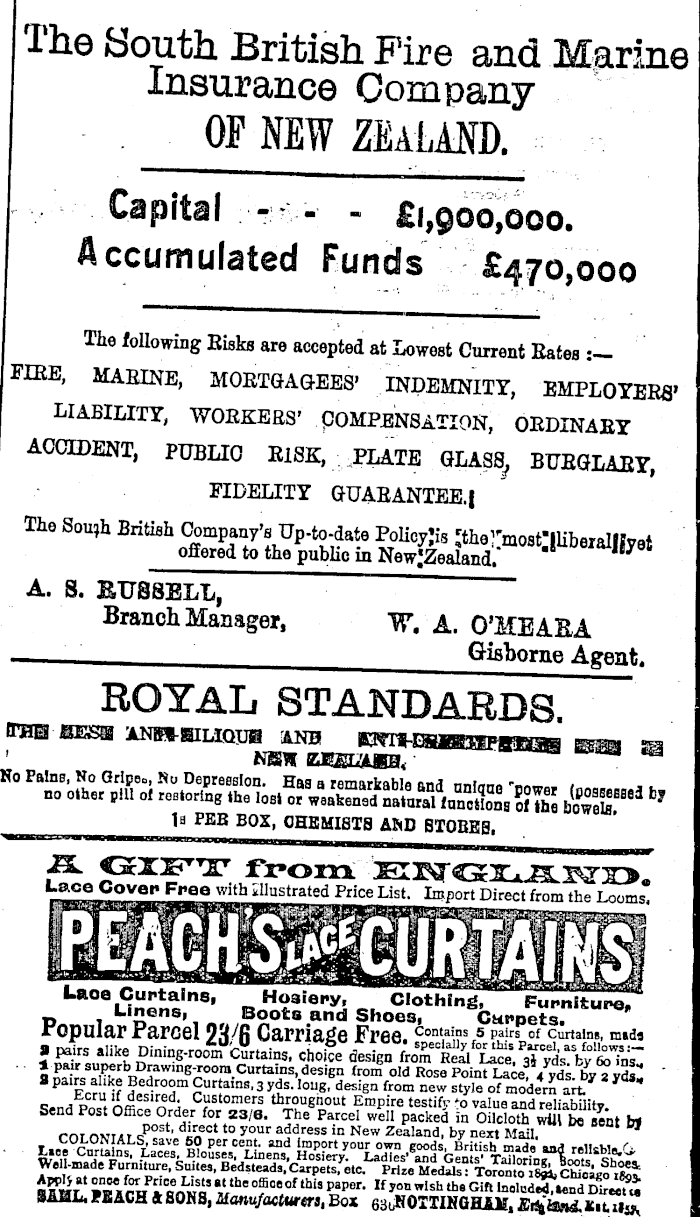 The South British Fire and Marine
Insurance Company
OF NEW ZEALAND.
Capital - - - £1,900,000.
Accumulated Funds £470,000
The following Risks are accepted at Lowest Current Rates :—
FIRE, MARINE, MORTGAGEES' INDEMNITY, EMPLOYERS'
LIABILITY, WORKERS' COMPENSATION, ORDINARY
ACCIDENT, PUBLIC RISK, PLATE GLASS, BURGLARY,
FIDELITY GUARANTEE.
The South British Company's Up-to-date Policy is the most liberal yet
offered to the public in New Zealand.
A. S. RUSSELL,
Branch Manager,
W. A. O'MEARA
Gisborne Agent.
ROYAL STANDARDS.
THE BEST ANTI-BILIOUS AND
NEW ZEALAND.
No Pains, No Gripes, No Depression. Has a remarkable and unique power (possessed by
no other pill of restoring the lost or weakened natural functions of the bowels.
1s PER BOX, CHEMISTS AND STORES.
A GIFT from ENGLAND.
Lace Cover Free with Illustrated Price List. Import Direct from the Looms.
PEACH'S LACE CURTAINS
Lace Curtains, Hosiery, Clothing, Furniture,
Linens, Boots and Shoes, Carpets.
Popular Parcel 23/6 Carriage Free. Contains 5 pairs of Curtains, made
specially for this Parcel, as follows:—
2 pairs alike Dining-room Curtains, choice design from Real Lace, 3½ yds. by 60 ins.,
1 pair superb Drawing-room Curtains, design from old Rose Point Lace, 4 yds. by 2 yds.,
2 pairs alike Bedroom Curtains, 3 yds. long, design from new style of modern art.
Ecru if desired. Customers throughout Empire testify to value and reliability.
Send Post Office Order for 23/6. The Parcel well packed in Oilcloth will be sent by
post, direct to your address in New Zealand, by next Mail.
COLONIALS, save 50 per cent. and import your own goods, British made and reliable.
Lace Curtains, Laces, Blouses, Linens, Hosiery. Ladies' and Gents' Tailoring, Boots, Shoes.
Well-made Furniture, Suites, Bedsteads, Carpets, etc. Prize Medals: Toronto 1892, Chicago 1893.
Apply at once for Price Lists at the office of this paper. If you wish the Gift Included, send Direct to
SAML. PEACH & SONS, Manufacturers, Box 630 NOTTINGHAM, England. Est. 1857.